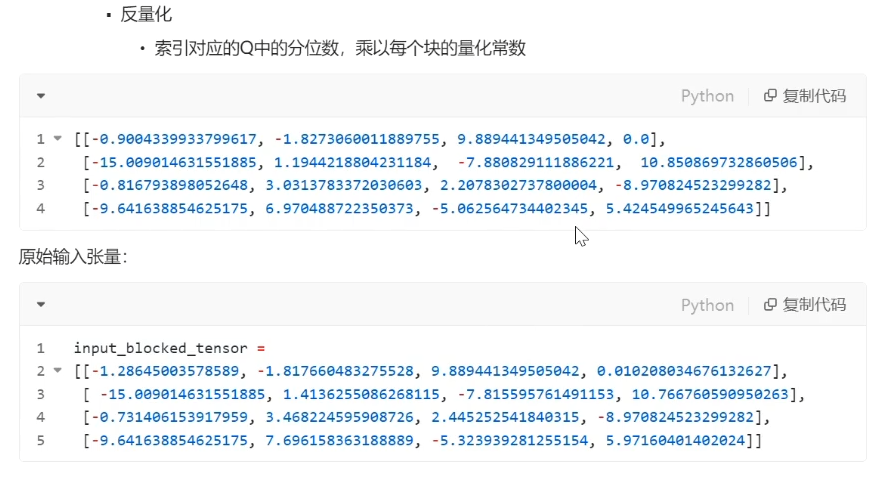 反量化
索引对应的Q中的分位数，乘以每个块的量化常数
Python 复制代码
1 [[-0.9004339933799617, -1.8273060011889755, 9.889441349505042, 0.0],
2 [-15.009014631551885, 1.1944218804231184, -7.880829111886221, 10.850869732860506],
3 [-0.816793898052648, 3.0313783372030603, 2.2078302737800004, -8.970824523299282],
4 [-9.641638854625175, 6.970488722350373, -5.062564734402345, 5.424549965245643]]
原始输入张量：
Python 复制代码
1 input_blocked_tensor =
2 [[-1.28645003578589, -1.817660483275528, 9.889441349505042, 0.010208034676132627],
3 [ -15.009014631551885, 1.4136255086268115, -7.815595761491153, 10.766760590950263],
4 [-0.731406153917959, 3.468224595908726, 2.445252541840315, -8.970824523299282],
5 [-9.641638854625175, 7.696158363188889, -5.323939281255154, 5.97160401402024]]